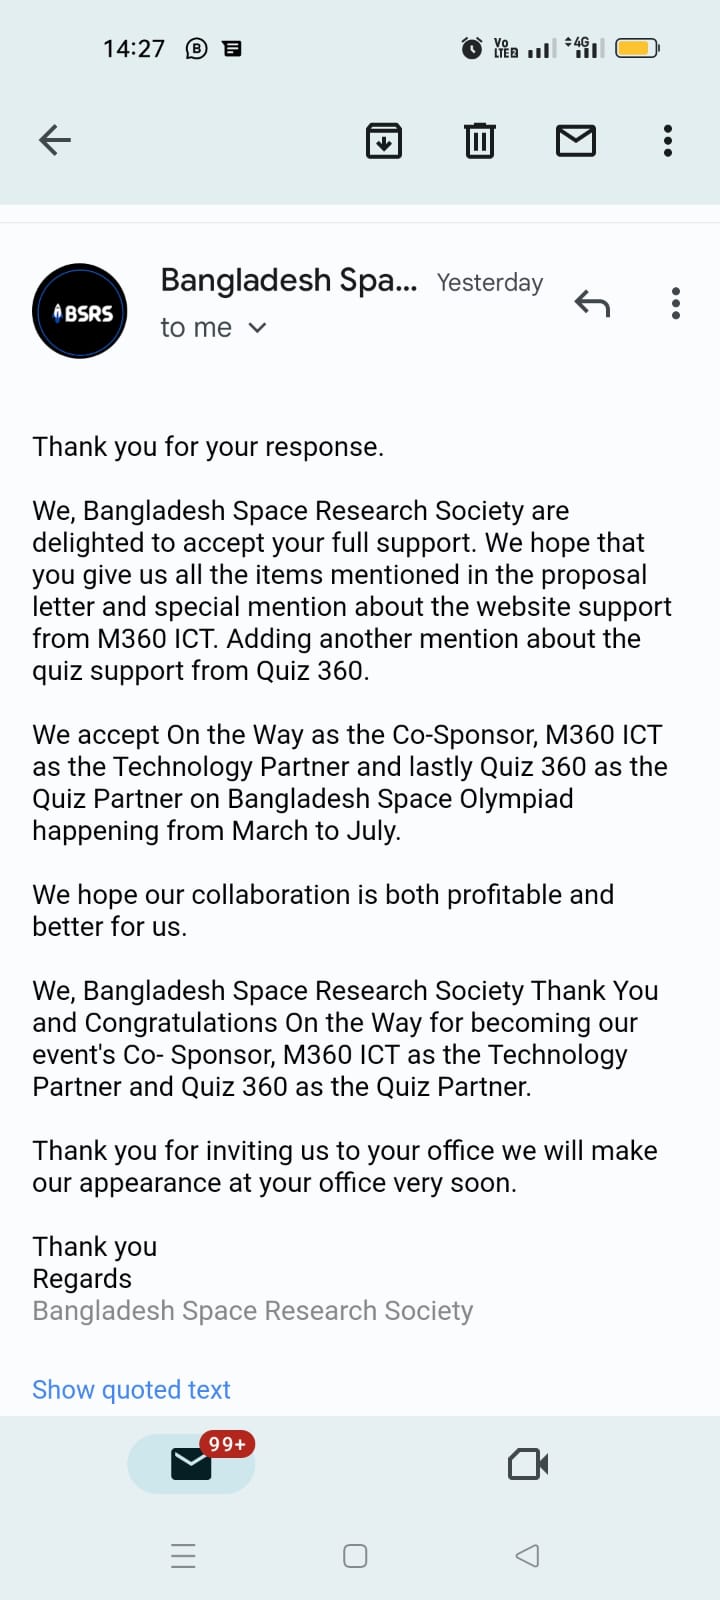 14:27
Vo
LTE 2
4G
Bangladesh Spa... Yesterday
BSRS
to me
Thank you for your response.
We, Bangladesh Space Research Society are
delighted to accept your full support. We hope that
you give us all the items mentioned in the proposal
letter and special mention about the website support
from M360 ICT. Adding another mention about the
quiz support from Quiz 360.
We accept On the Way as the Co-Sponsor, M360 ICT
as the Technology Partner and lastly Quiz 360 as the
Quiz Partner on Bangladesh Space Olympiad
happening from March to July.
We hope our collaboration is both profitable and
better for us.
We, Bangladesh Space Research Society Thank You
and Congratulations On the Way for becoming our
event's Co- Sponsor, M360 ICT as the Technology
Partner and Quiz 360 as the Quiz Partner.
Thank you for inviting us to your office we will make
our appearance at your office very soon.
Thank you
Regards
Bangladesh Space Research Society
Show quoted text
99+